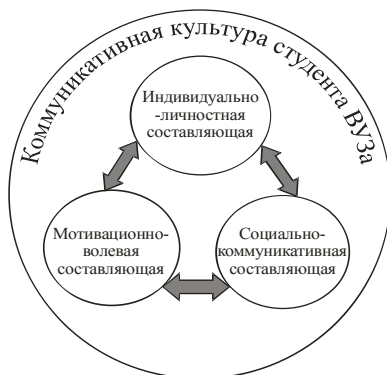 Коммуникативная культура студента ВУЗа
Индивидуально
-личностная
составляющая
Мотивационно-
волевая
составляющая
Социально-
коммуникативная
составляющая